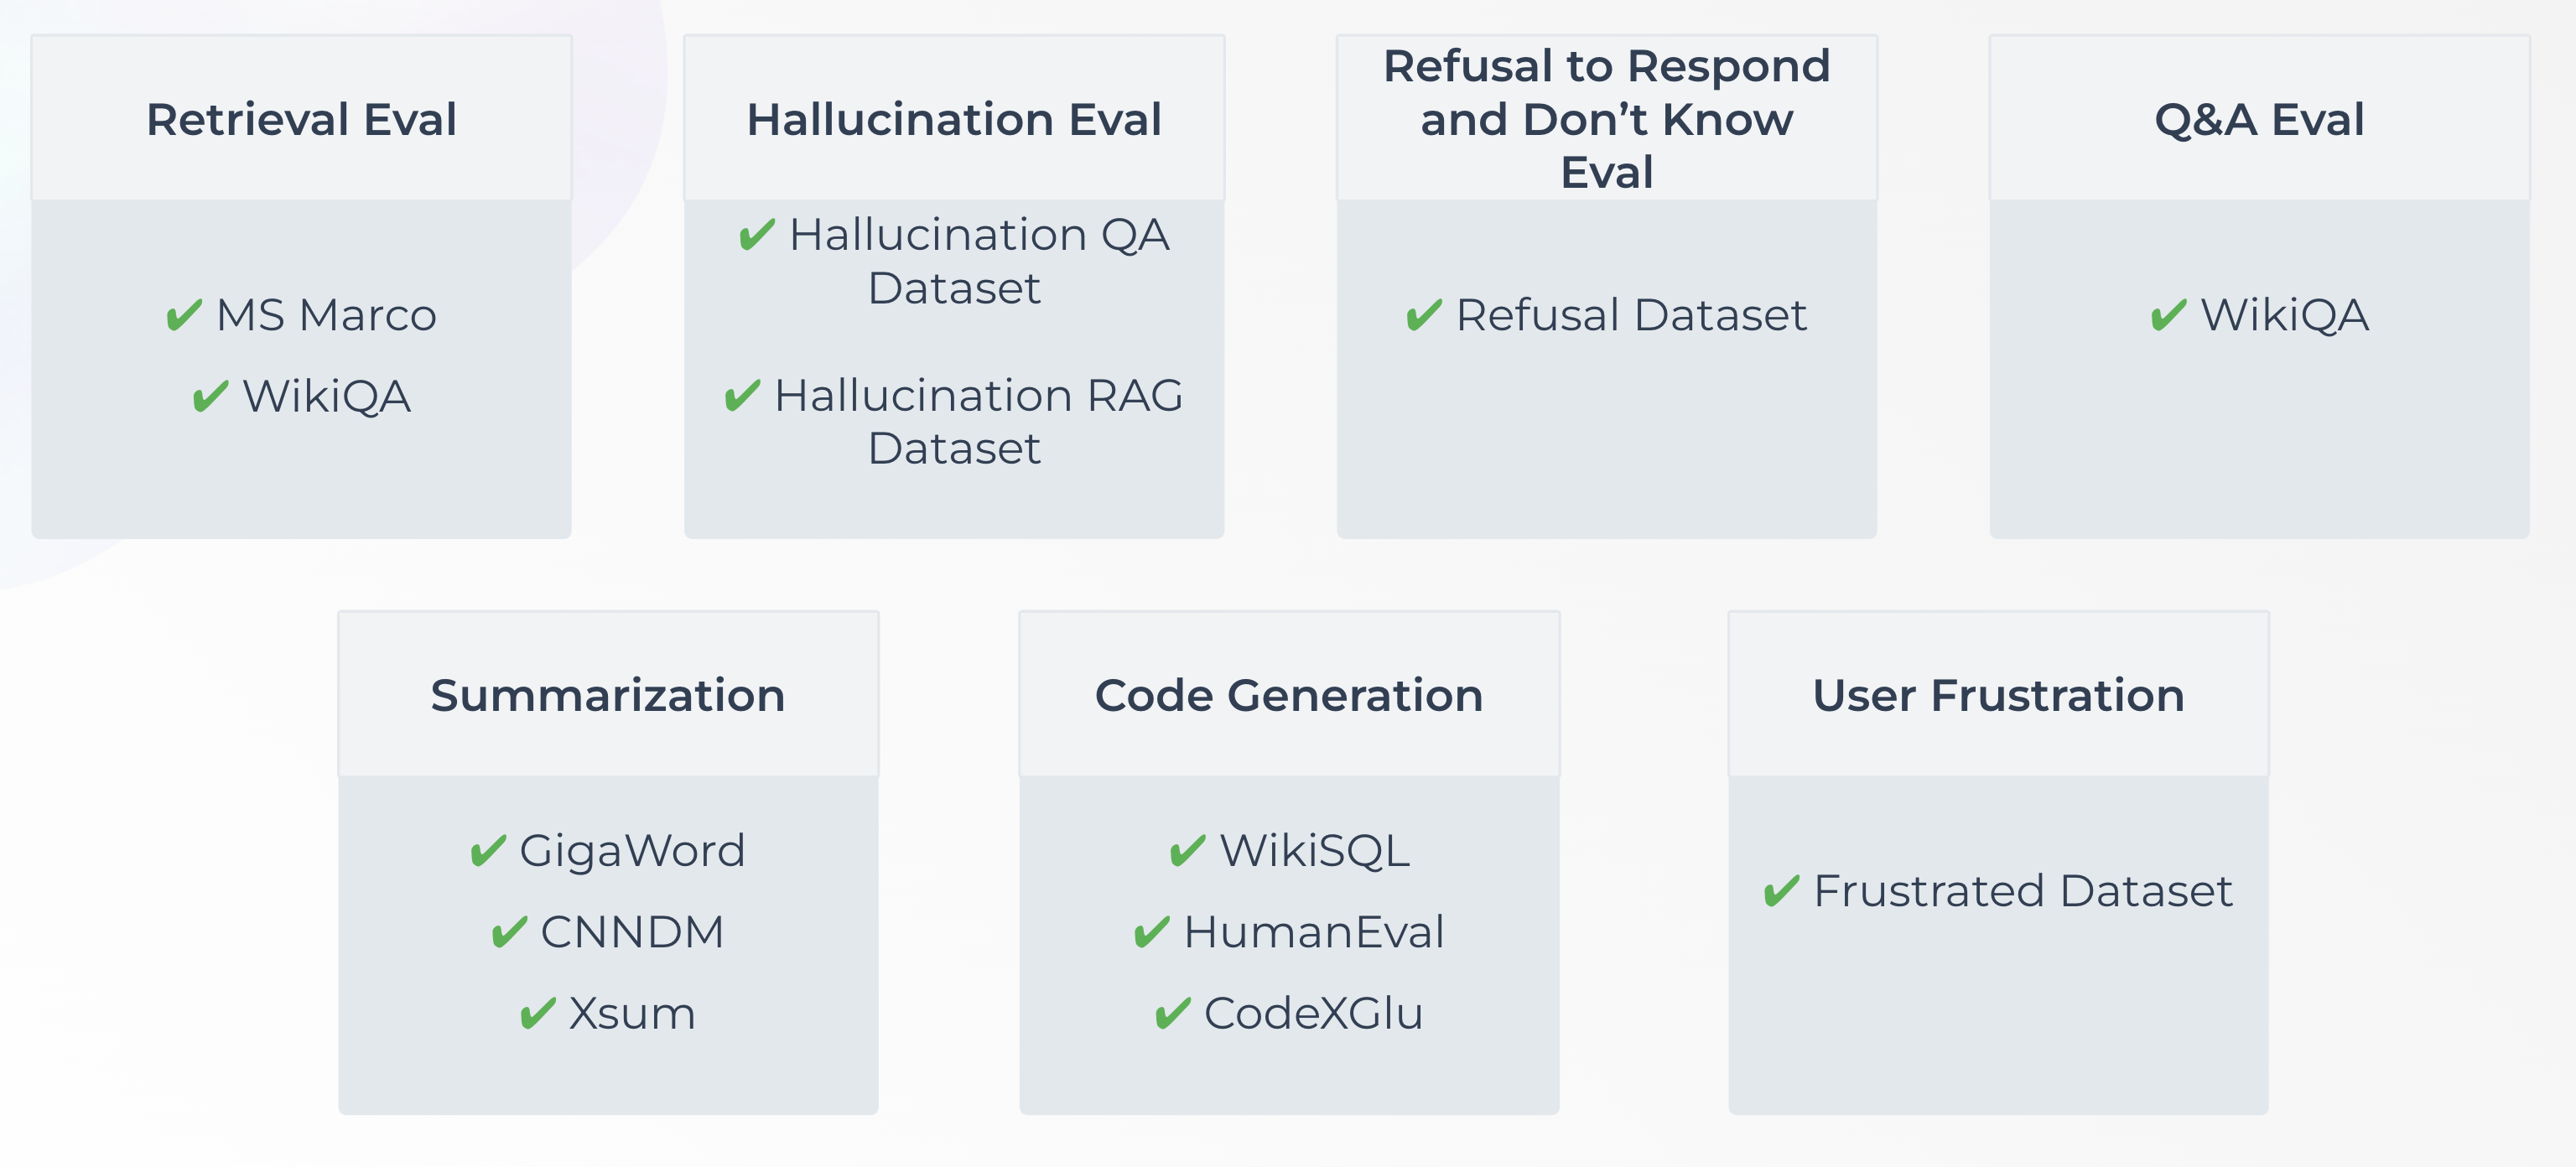 Retrieval Eval
✔ MS Marco
✔ WikiQA
Hallucination Eval
✔ Hallucination QA
Dataset
✔ Hallucination RAG
Dataset
Refusal to Respond
and Don’t Know
Eval
✔ Refusal Dataset
Q&A Eval
✔ WikiQA
Summarization
✔ GigaWord
✔ CNNDM
✔ Xsum
Code Generation
✔ WikiSQL
✔ HumanEval
✔ CodeXGlu
User Frustration
✔ Frustrated Dataset